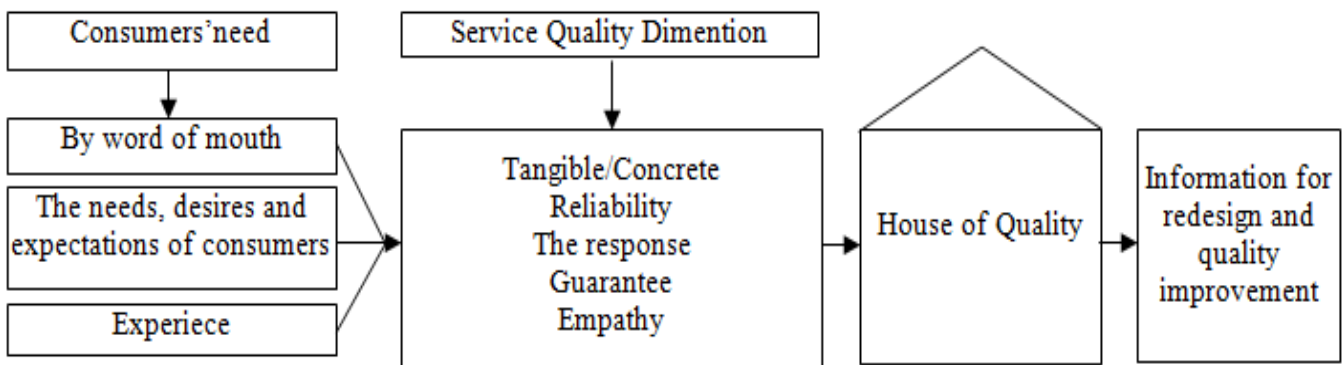 Consumers'need
By word of mouth
The needs, desires and
expectations of consumers
Experiece
Service Quality Dimention
Tangible/Concrete
Reliability
The response
Guarantee
Empathy
House of Quality
Information for
redesign and
quality
improvement